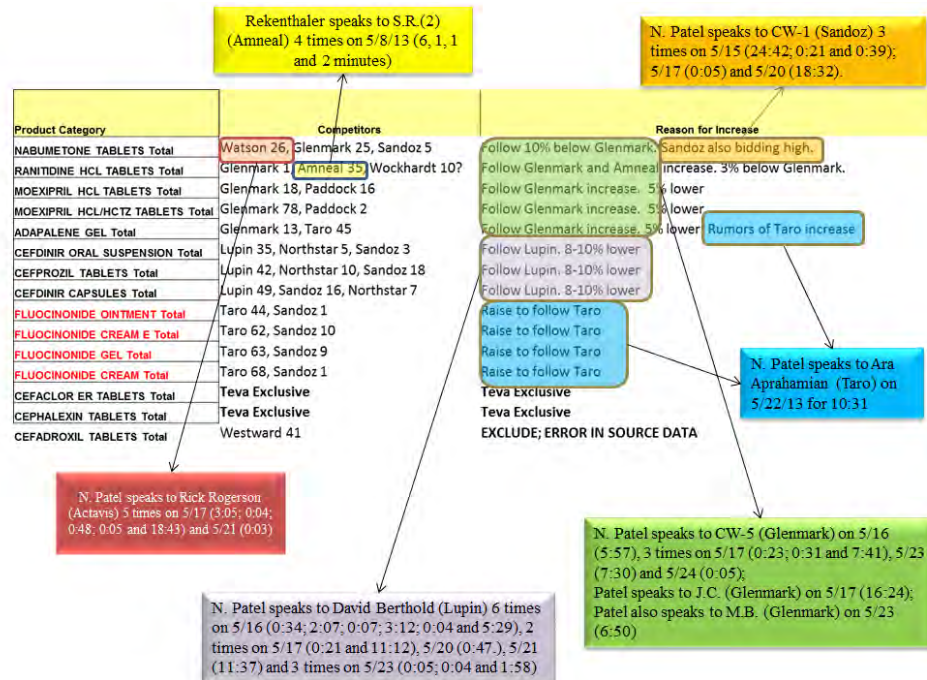 Rekenthaler speaks to S.R.(2)
(Amneal) 4 times on 5/8/13 (6, 1, 1
and 2 minutes)
N. Patel speaks to CW-1 (Sandoz) 3
times on 5/15 (24:42; 0:21 and 0:39);
5/17 (0:05) and 5/20 (18:32).
Product Category Competitors Reason for Increase
NABUMETONE TABLETS Total Watson 26, Glenmark 25, Sandoz 5 Follow 10% below Glenmark. Sandoz also bidding high.
RANITIDINE HCL TABLETS Total Glenmark 1, Amneal 35, Wockhardt 10? Follow Glenmark and Amneal increase. 3% below Glenmark.
MOEXIPRIL HCL TABLETS Total Glenmark 18, Paddock 16 Follow Glenmark increase. 5% lower
MOEXIPRIL HCL/HCTZ TABLETS Total Glenmark 78, Paddock 2 Follow Glenmark increase. 5% lower
ADAPALENE GEL Total Glenmark 13, Taro 45 Follow Glenmark increase. 5% lower Rumors of Taro increase
CEFDINIR ORAL SUSPENSION Total Lupin 35, Northstar 5, Sandoz 3 Follow Lupin. 8-10% lower
CEFPROZIL TABLETS Total Lupin 42, Northstar 10, Sandoz 18 Follow Lupin. 8-10% lower
CEFDINIR CAPSULES Total Lupin 49, Sandoz 16, Northstar 7 Follow Lupin. 8-10% lower
FLUOCINONIDE OINTMENT Total Taro 44, Sandoz 1 Raise to follow Taro
FLUOCINONIDE CREAM E Total Taro 62, Sandoz 10 Raise to follow Taro
FLUOCINONIDE GEL Total Taro 63, Sandoz 9 Raise to follow Taro
FLUOCINONIDE CREAM Total Taro 68, Sandoz 1 Raise to follow Taro
CEFACLOR ER TABLETS Total Teva Exclusive Teva Exclusive
CEPHALEXIN TABLETS Total Teva Exclusive Teva Exclusive
CEFADROXIL TABLETS Total Westward 41 EXCLUDE; ERROR IN SOURCE DATA
N. Patel speaks to Ara
Aprahamian (Taro) on
5/22/13 for 10:31
N. Patel speaks to Rick Rogerson
(Actavis) 5 times on 5/17 (3:05; 0:04;
0:48; 0:05 and 18:43) and 5/21 (0:03)
N. Patel speaks to CW-5 (Glenmark) on 5/16
(5:57), 3 times on 5/17 (0:23; 0:31 and 7:41), 5/23
(7:30) and 5/24 (0:05);
Patel speaks to J.C. (Glenmark) on 5/17 (16:24);
Patel also speaks to M.B. (Glenmark) on 5/23
(6:50)
N. Patel speaks to David Berthold (Lupin) 6 times
on 5/16 (0:34; 2:07; 0:07; 3:12; 0:04 and 5:29), 2
times on 5/17 (0:21 and 11:12), 5/20 (0:47.), 5/21
(11:37) and 3 times on 5/23 (0:05; 0:04 and 1:58)